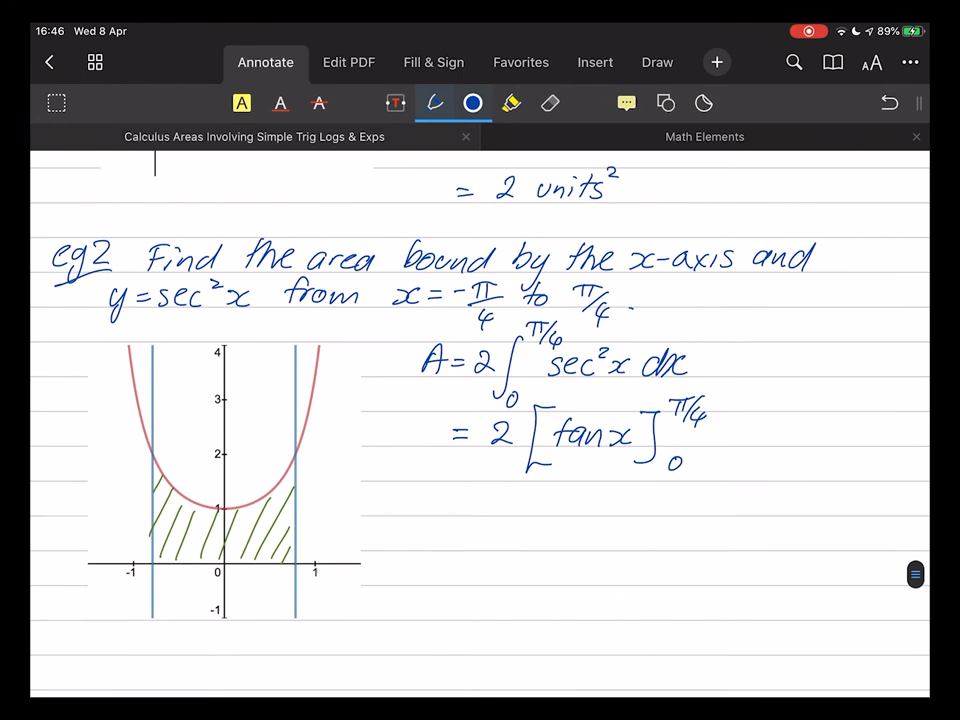 16:46 Wed 8 Apr 89%
Annotate Edit PDF Fill & Sign Favorites Insert Draw +
A A A T AA
Calculus Areas Involving Simple Trig Logs & Exps × Math Elements ×
= 2 units²
eg2 Find the area bound by the x-axis and
y = sec²x from x = -π/4 to π/4.
A = 2 ∫₀^π/4 sec²x dx
= 2 [tan x]₀^π/4
4
3
2
1
-1 0 1
-1